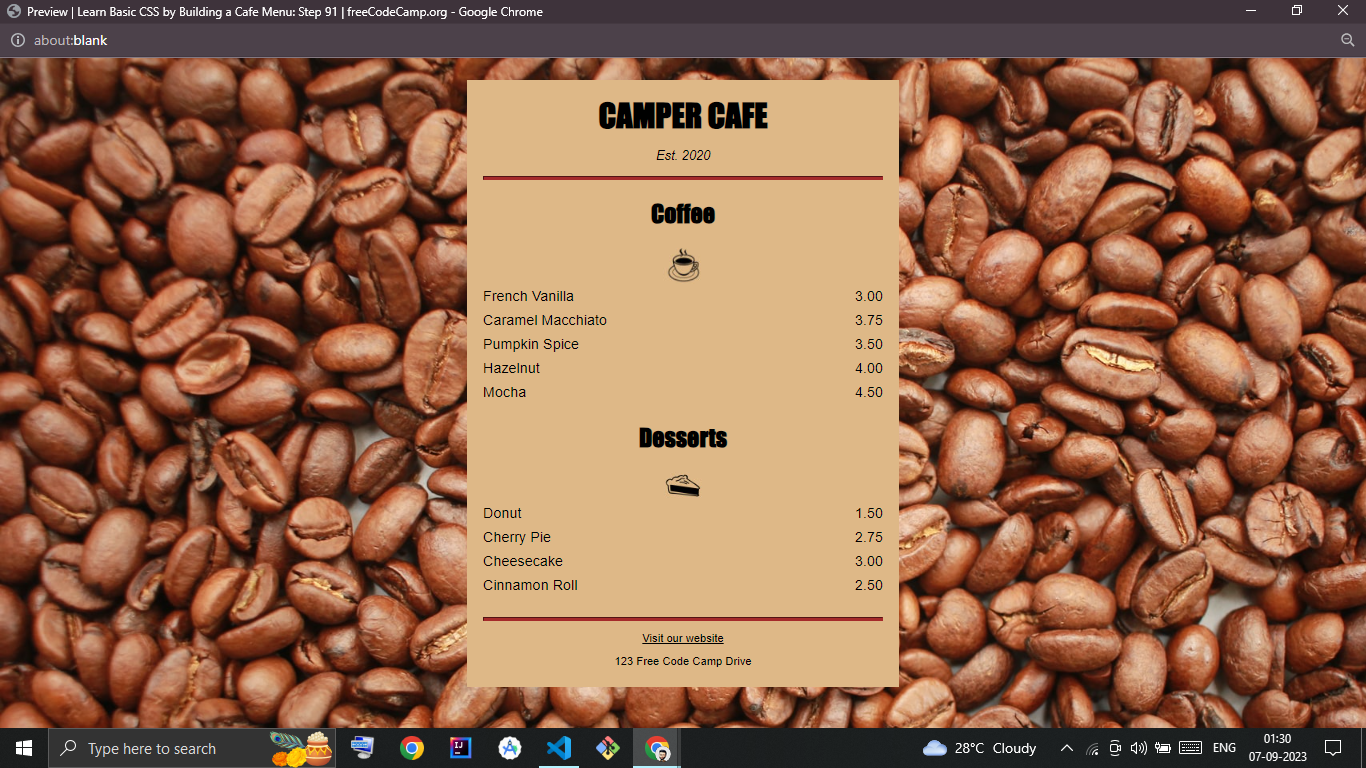 Preview | Learn Basic CSS by Building a Cafe Menu: Step 91 | freeCodeCamp.org - Google Chrome
about:blank
CAMPER CAFE
Est. 2020
Coffee
French Vanilla 3.00
Caramel Macchiato 3.75
Pumpkin Spice 3.50
Hazelnut 4.00
Mocha 4.50
Desserts
Donut 1.50
Cherry Pie 2.75
Cheesecake 3.00
Cinnamon Roll 2.50
Visit our website
123 Free Code Camp Drive
Type here to search
28°C Cloudy
ENG
01:30
07-09-2023